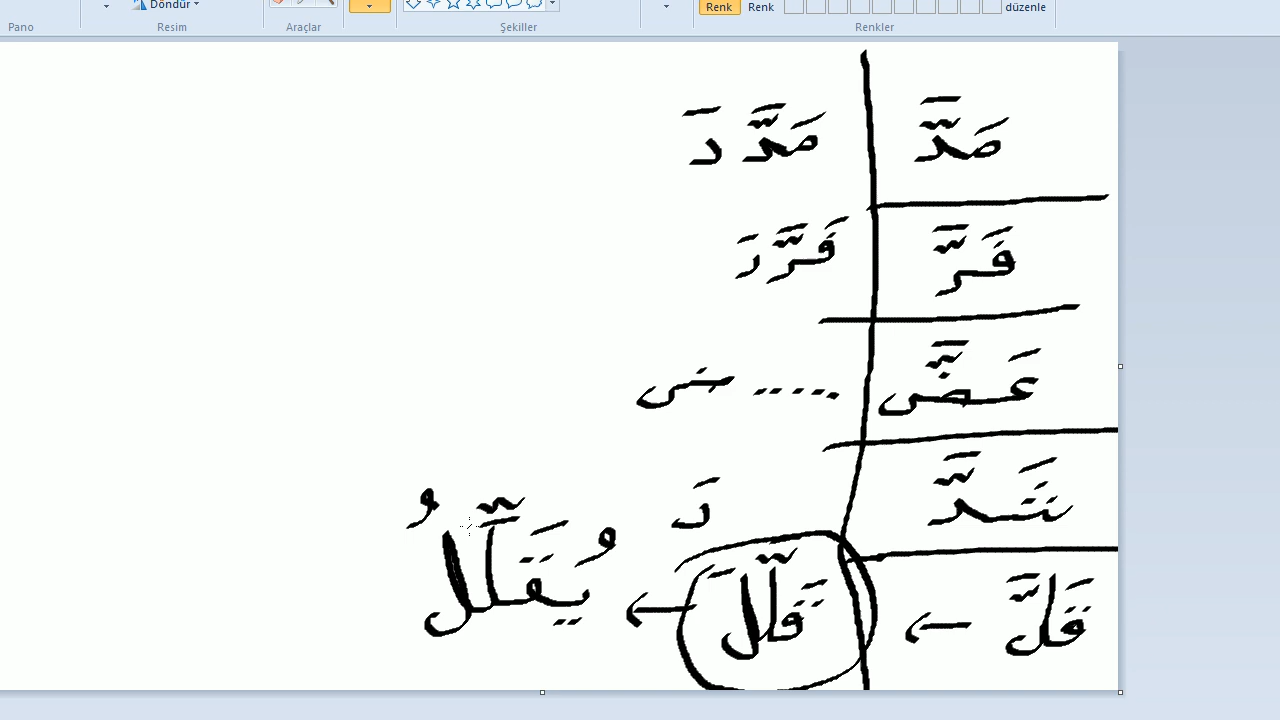 Döndür
Renk Renk düzenle
Pano Resim Araçlar Şekiller Renkler
مَدَّ مَدَّدَ
فَرَّ فَرَّرَ
عَضَّ ..... ض
شَدَّ دَ
قَلَّ ← قَلَّلَ ← يُقَلِّلُ